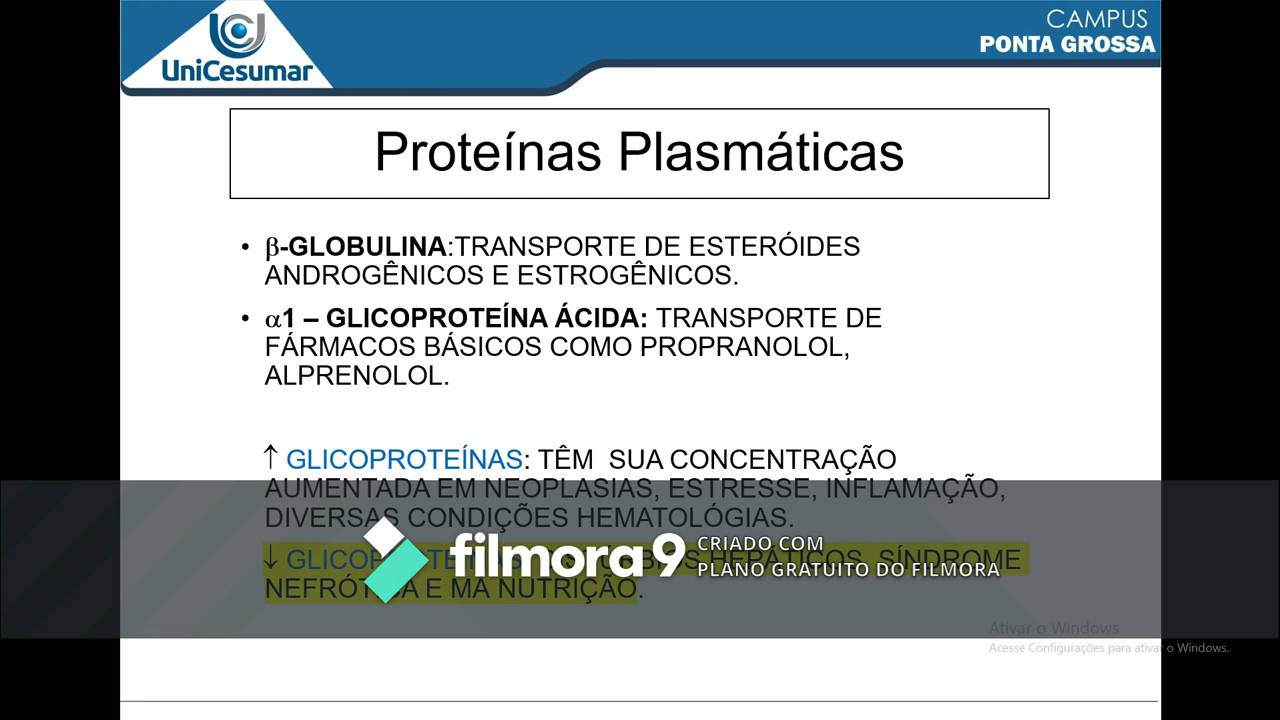 UniCesumar
CAMPUS
PONTA GROSSA
Proteínas Plasmáticas
• β-GLOBULINA:TRANSPORTE DE ESTERÓIDES
ANDROGÊNICOS E ESTROGÊNICOS.
• α1 – GLICOPROTEÍNA ÁCIDA: TRANSPORTE DE
FÁRMACOS BÁSICOS COMO PROPRANOLOL,
ALPRENOLOL.
↑ GLICOPROTEÍNAS: TÊM SUA CONCENTRAÇÃO
AUMENTADA EM NEOPLASIAS, ESTRESSE, INFLAMAÇÃO,
DIVERSAS CONDIÇÕES HEMATOLÓGIAS.
↓ HEPÁTICOS, SÍNDROME
E MA NUTRIÇÃO.
filmora9
CRIADO COM
PLANO GRATUITO DO FILMORA
Ativar o Windows
Acesse Configurações para ativar o Windows.